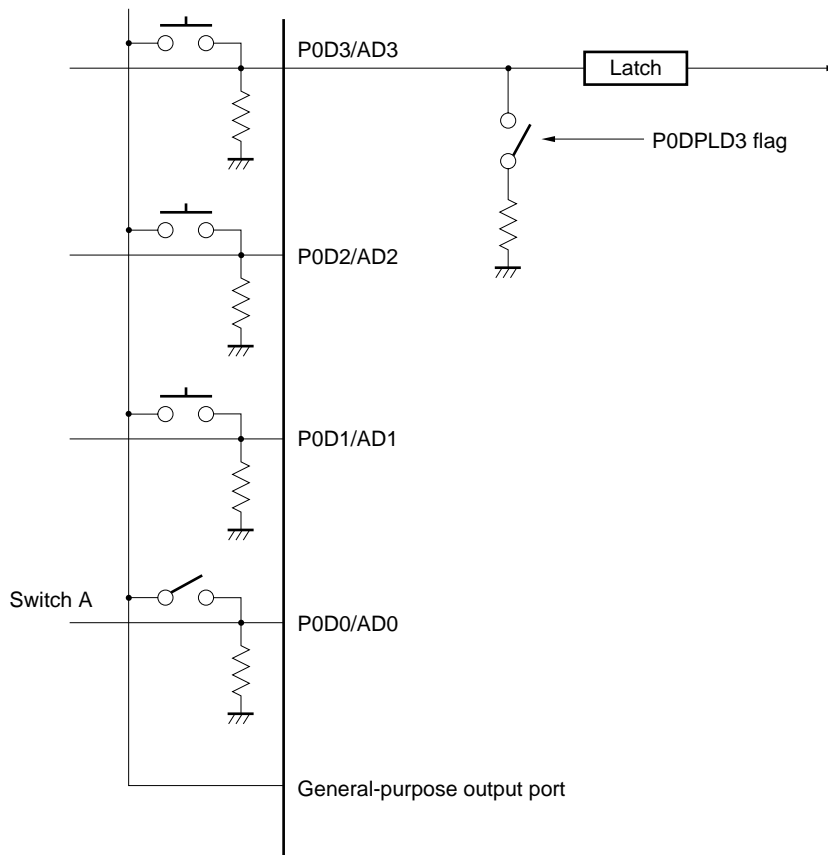 P0D3/AD3
Latch
P0DPLD3 flag
P0D2/AD2
P0D1/AD1
Switch A
P0D0/AD0
General-purpose output port